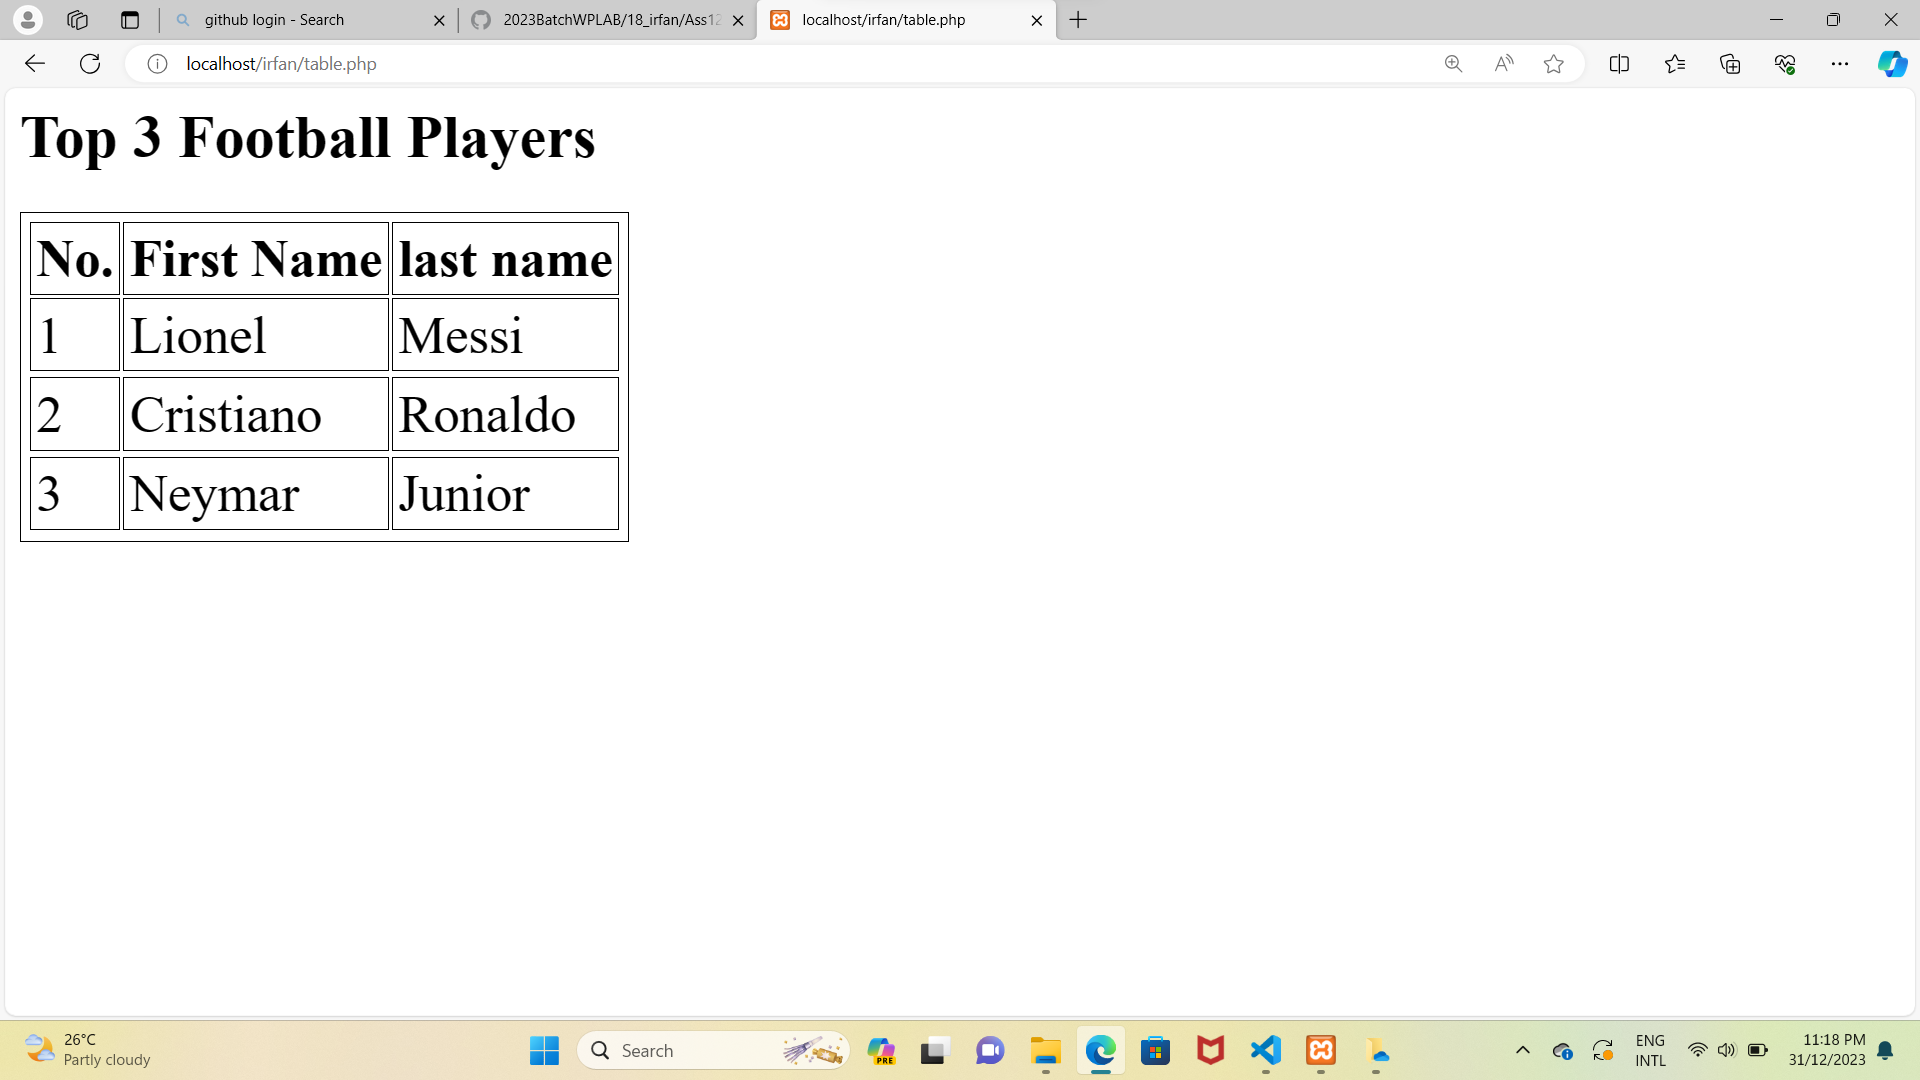 github login - Search
2023BatchWPLAB/18_irfan/Ass12
localhost/irfan/table.php
localhost/irfan/table.php
Top 3 Football Players
No. First Name last name
1 Lionel Messi
2 Cristiano Ronaldo
3 Neymar Junior
26°C
Partly cloudy
Search
PRE
ENG
INTL
11:18 PM
31/12/2023